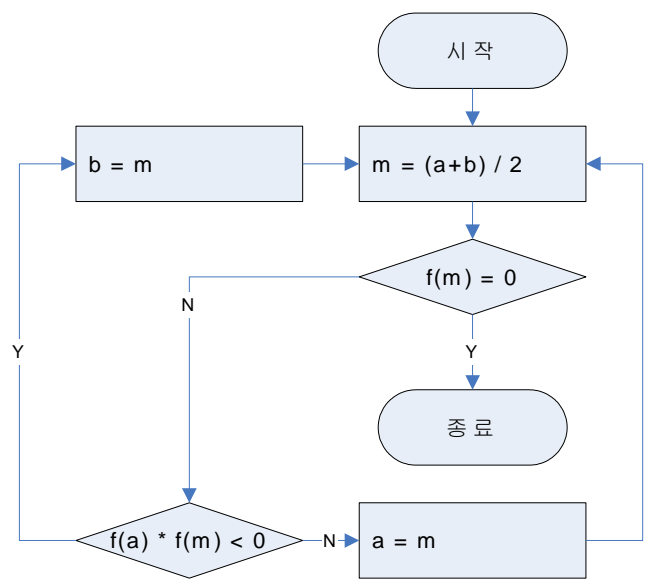 시 작
b = m
m = (a+b) / 2
f(m) = 0
N
Y
Y
종 료
f(a) * f(m) < 0
N
a = m